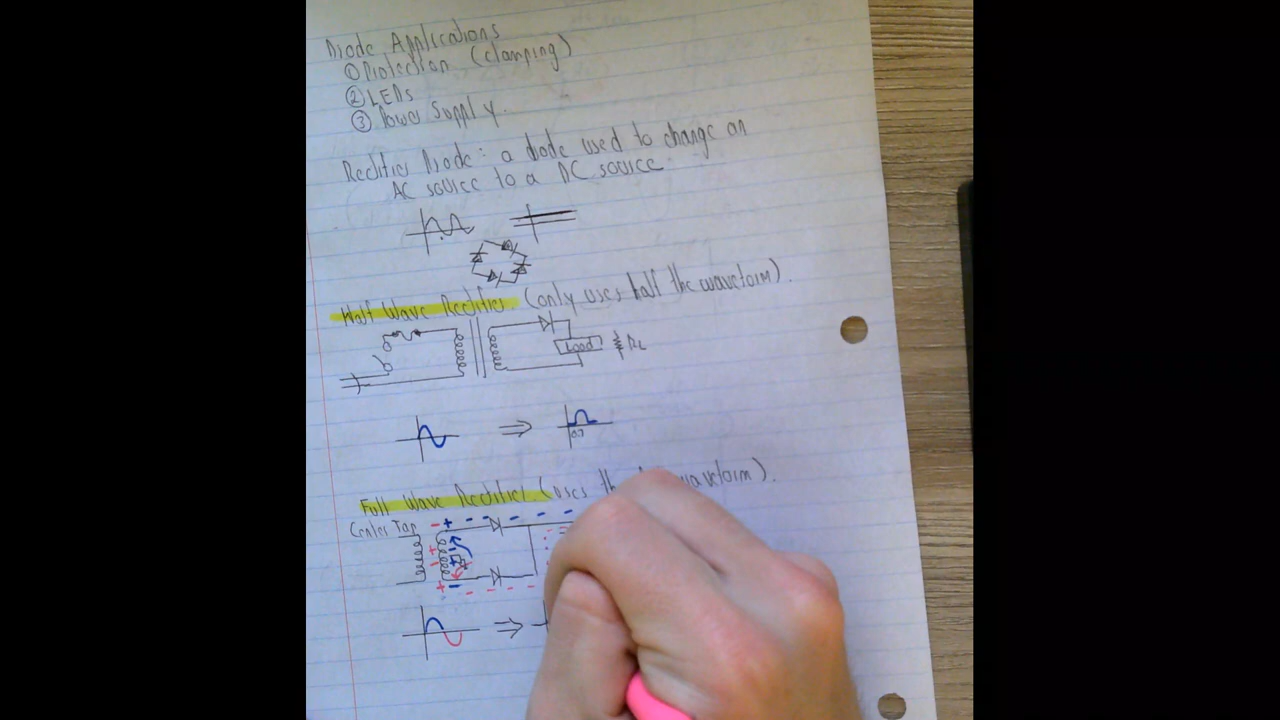 Diode Applications
① Protection (clamping)
② LEDs
③ Power Supply.
Rectifier Diode: a diode used to change an
AC source to a DC source
Half Wave Rectifier. (only uses half the waveform).
Load RL
0.7
Full Wave Rectifier. (uses the waveform).
Center Tap